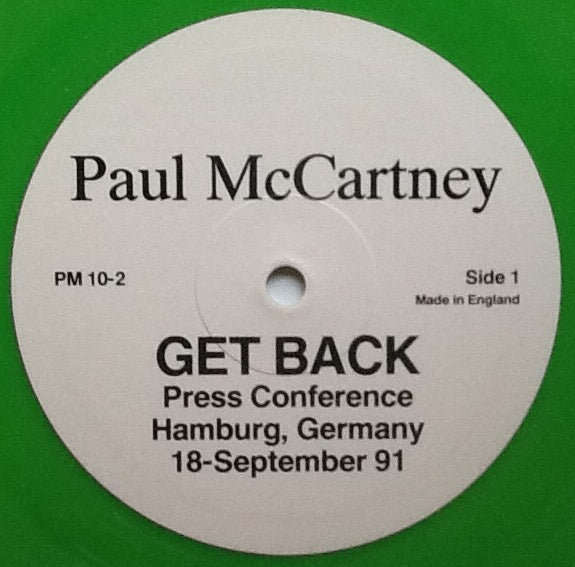 Paul McCartney
PM 10-2
Side 1
Made in England
GET BACK
Press Conference
Hamburg, Germany
18-September 91